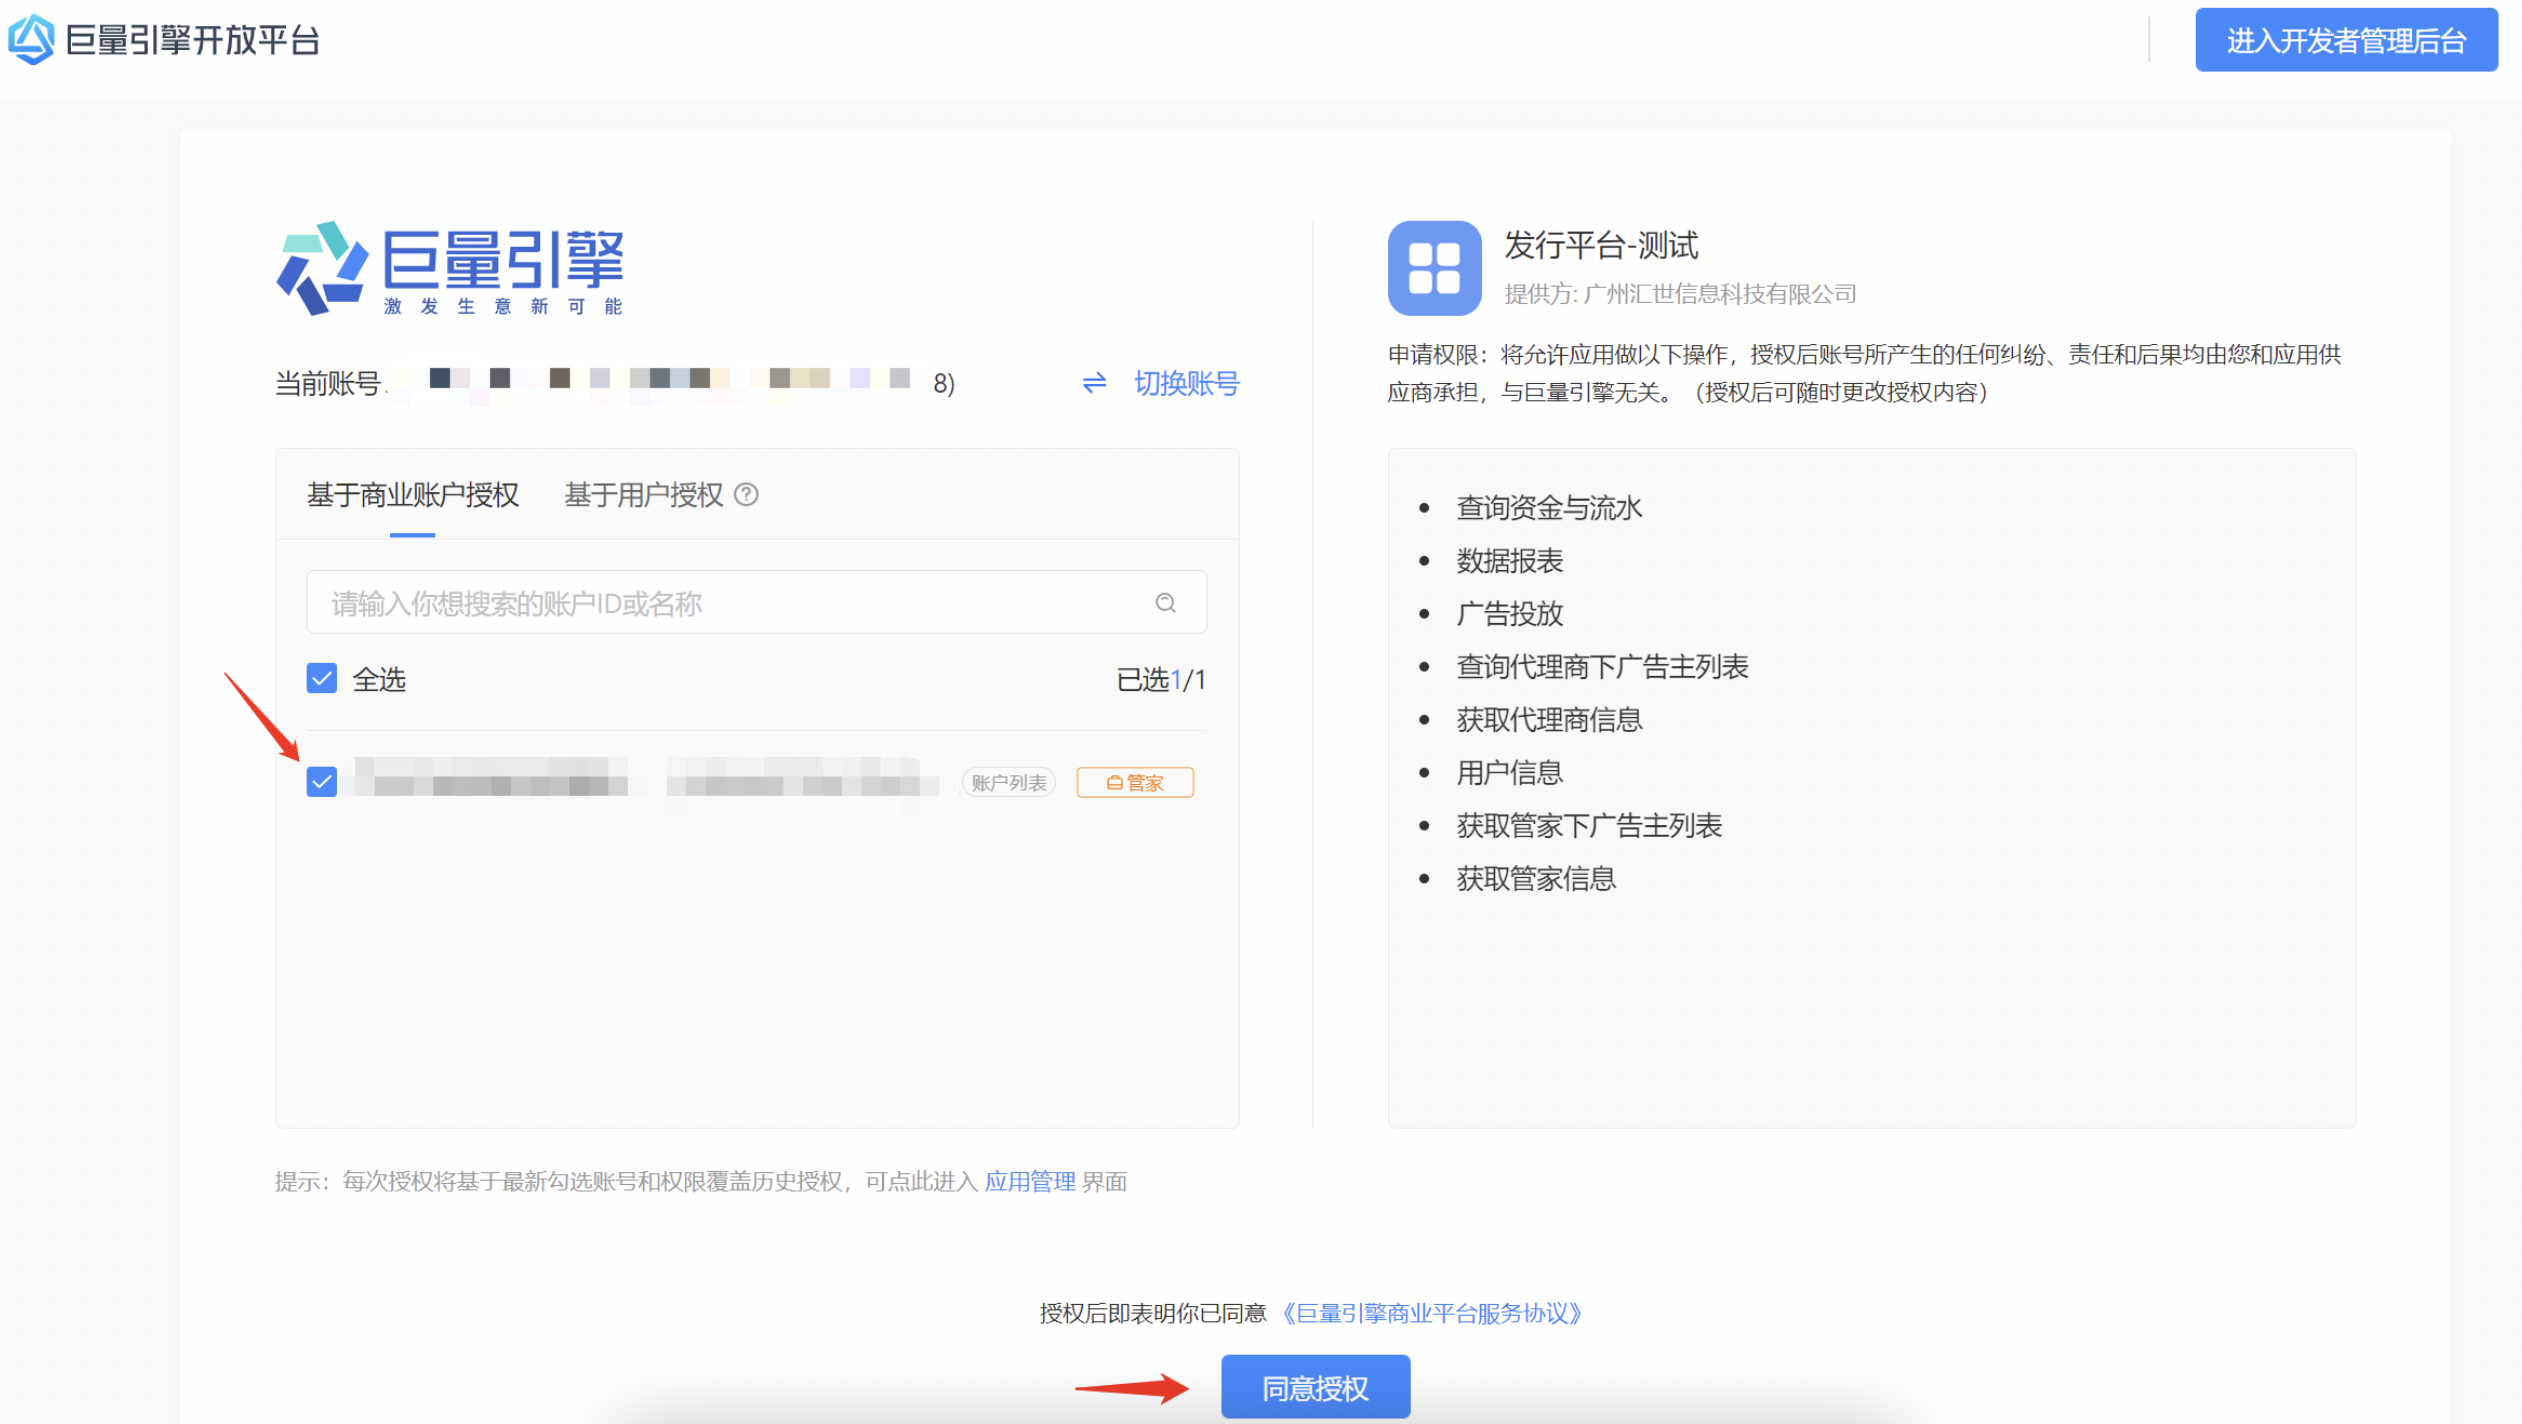 巨量引擎开放平台
进入开发者管理后台
巨量引擎
激发生意新可能
当前账号
8)
切换账号
基于商业账户授权
基于用户授权
请输入你想搜索的账户ID或名称
全选
已选1/1
账户列表
管家
提示：每次授权将基于最新勾选账号和权限覆盖历史授权，可点此进入 应用管理 界面
发行平台-测试
提供方: 广州汇世信息科技有限公司
申请权限：将允许应用做以下操作，授权后账号所产生的任何纠纷、责任和后果均由您和应用供
应商承担，与巨量引擎无关。（授权后可随时更改授权内容）
查询资金与流水
数据报表
广告投放
查询代理商下广告主列表
获取代理商信息
用户信息
获取管家下广告主列表
获取管家信息
授权后即表明你已同意 《巨量引擎商业平台服务协议》
同意授权